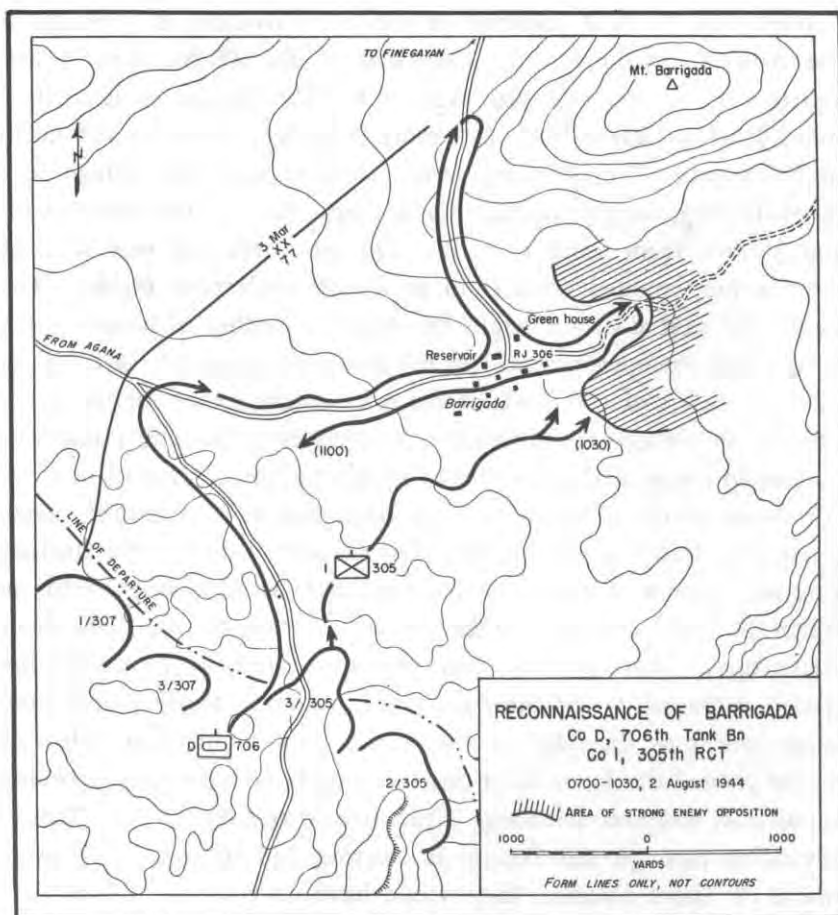 TO FINEGAYAN
Mt. Barrigada
N
3 Mar
XX
77
Green house
FROM AGANA
Reservoir
RJ 306
Barrigada
(1100)
(1030)
LINE OF DEPARTURE
I 305
1/307
3/307
3/305
D 706
2/305
RECONNAISSANCE OF BARRIGADA
Co D, 706th Tank Bn
Co I, 305th RCT
0700-1030, 2 August 1944
AREA OF STRONG ENEMY OPPOSITION
1000 0 1000
YARDS
FORM LINES ONLY, NOT CONTOURS